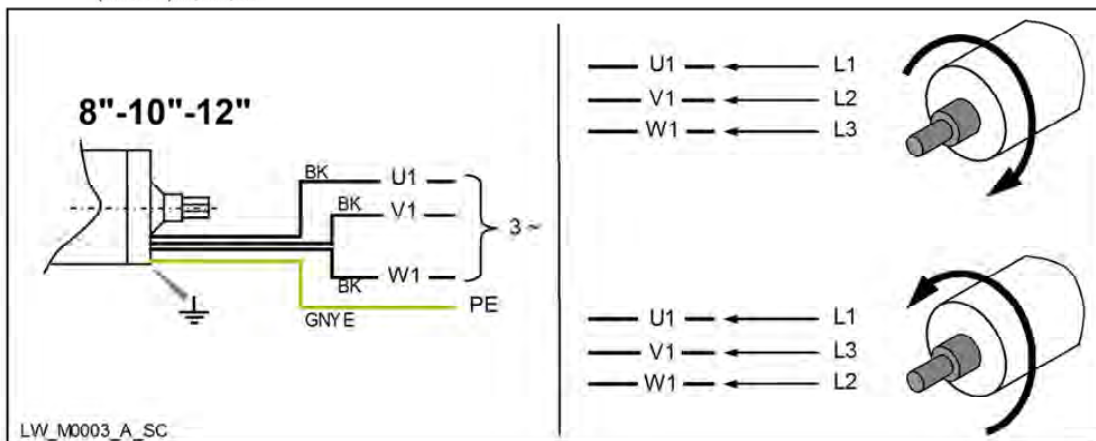 8"-10"-12"
BK U1
BK V1
3 ~
BK W1
GNYE PE
LW_M0003_A_SC
U1 L1
V1 L2
W1 L3
U1 L1
V1 L3
W1 L2